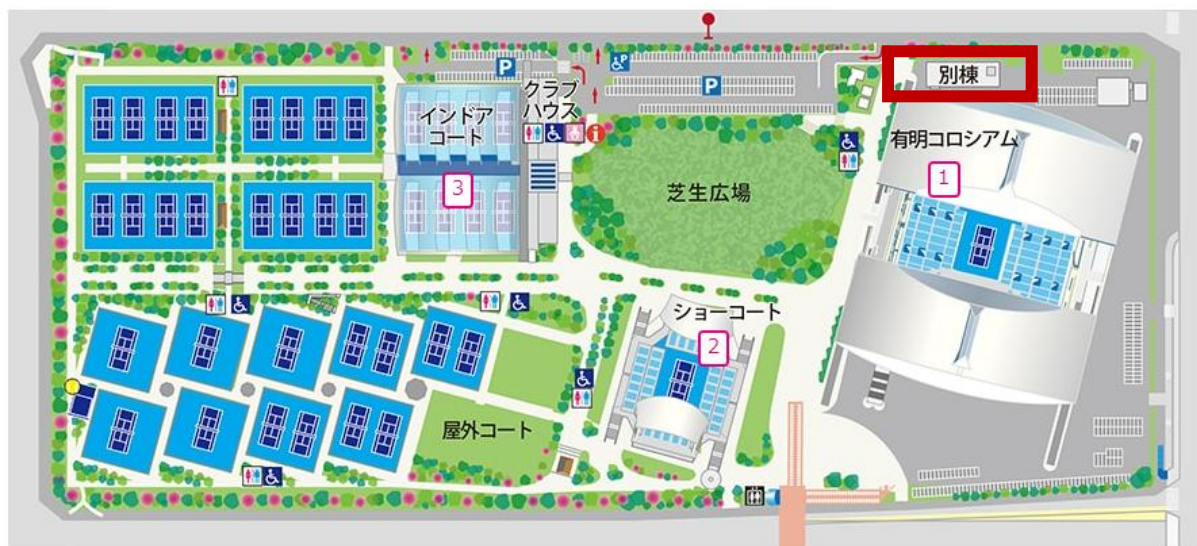 P
P
P
別棟
クラブ
ハウス
インドア
コート
i
有明コロシアム
1
3
芝生広場
ショーコート
2
屋外コート